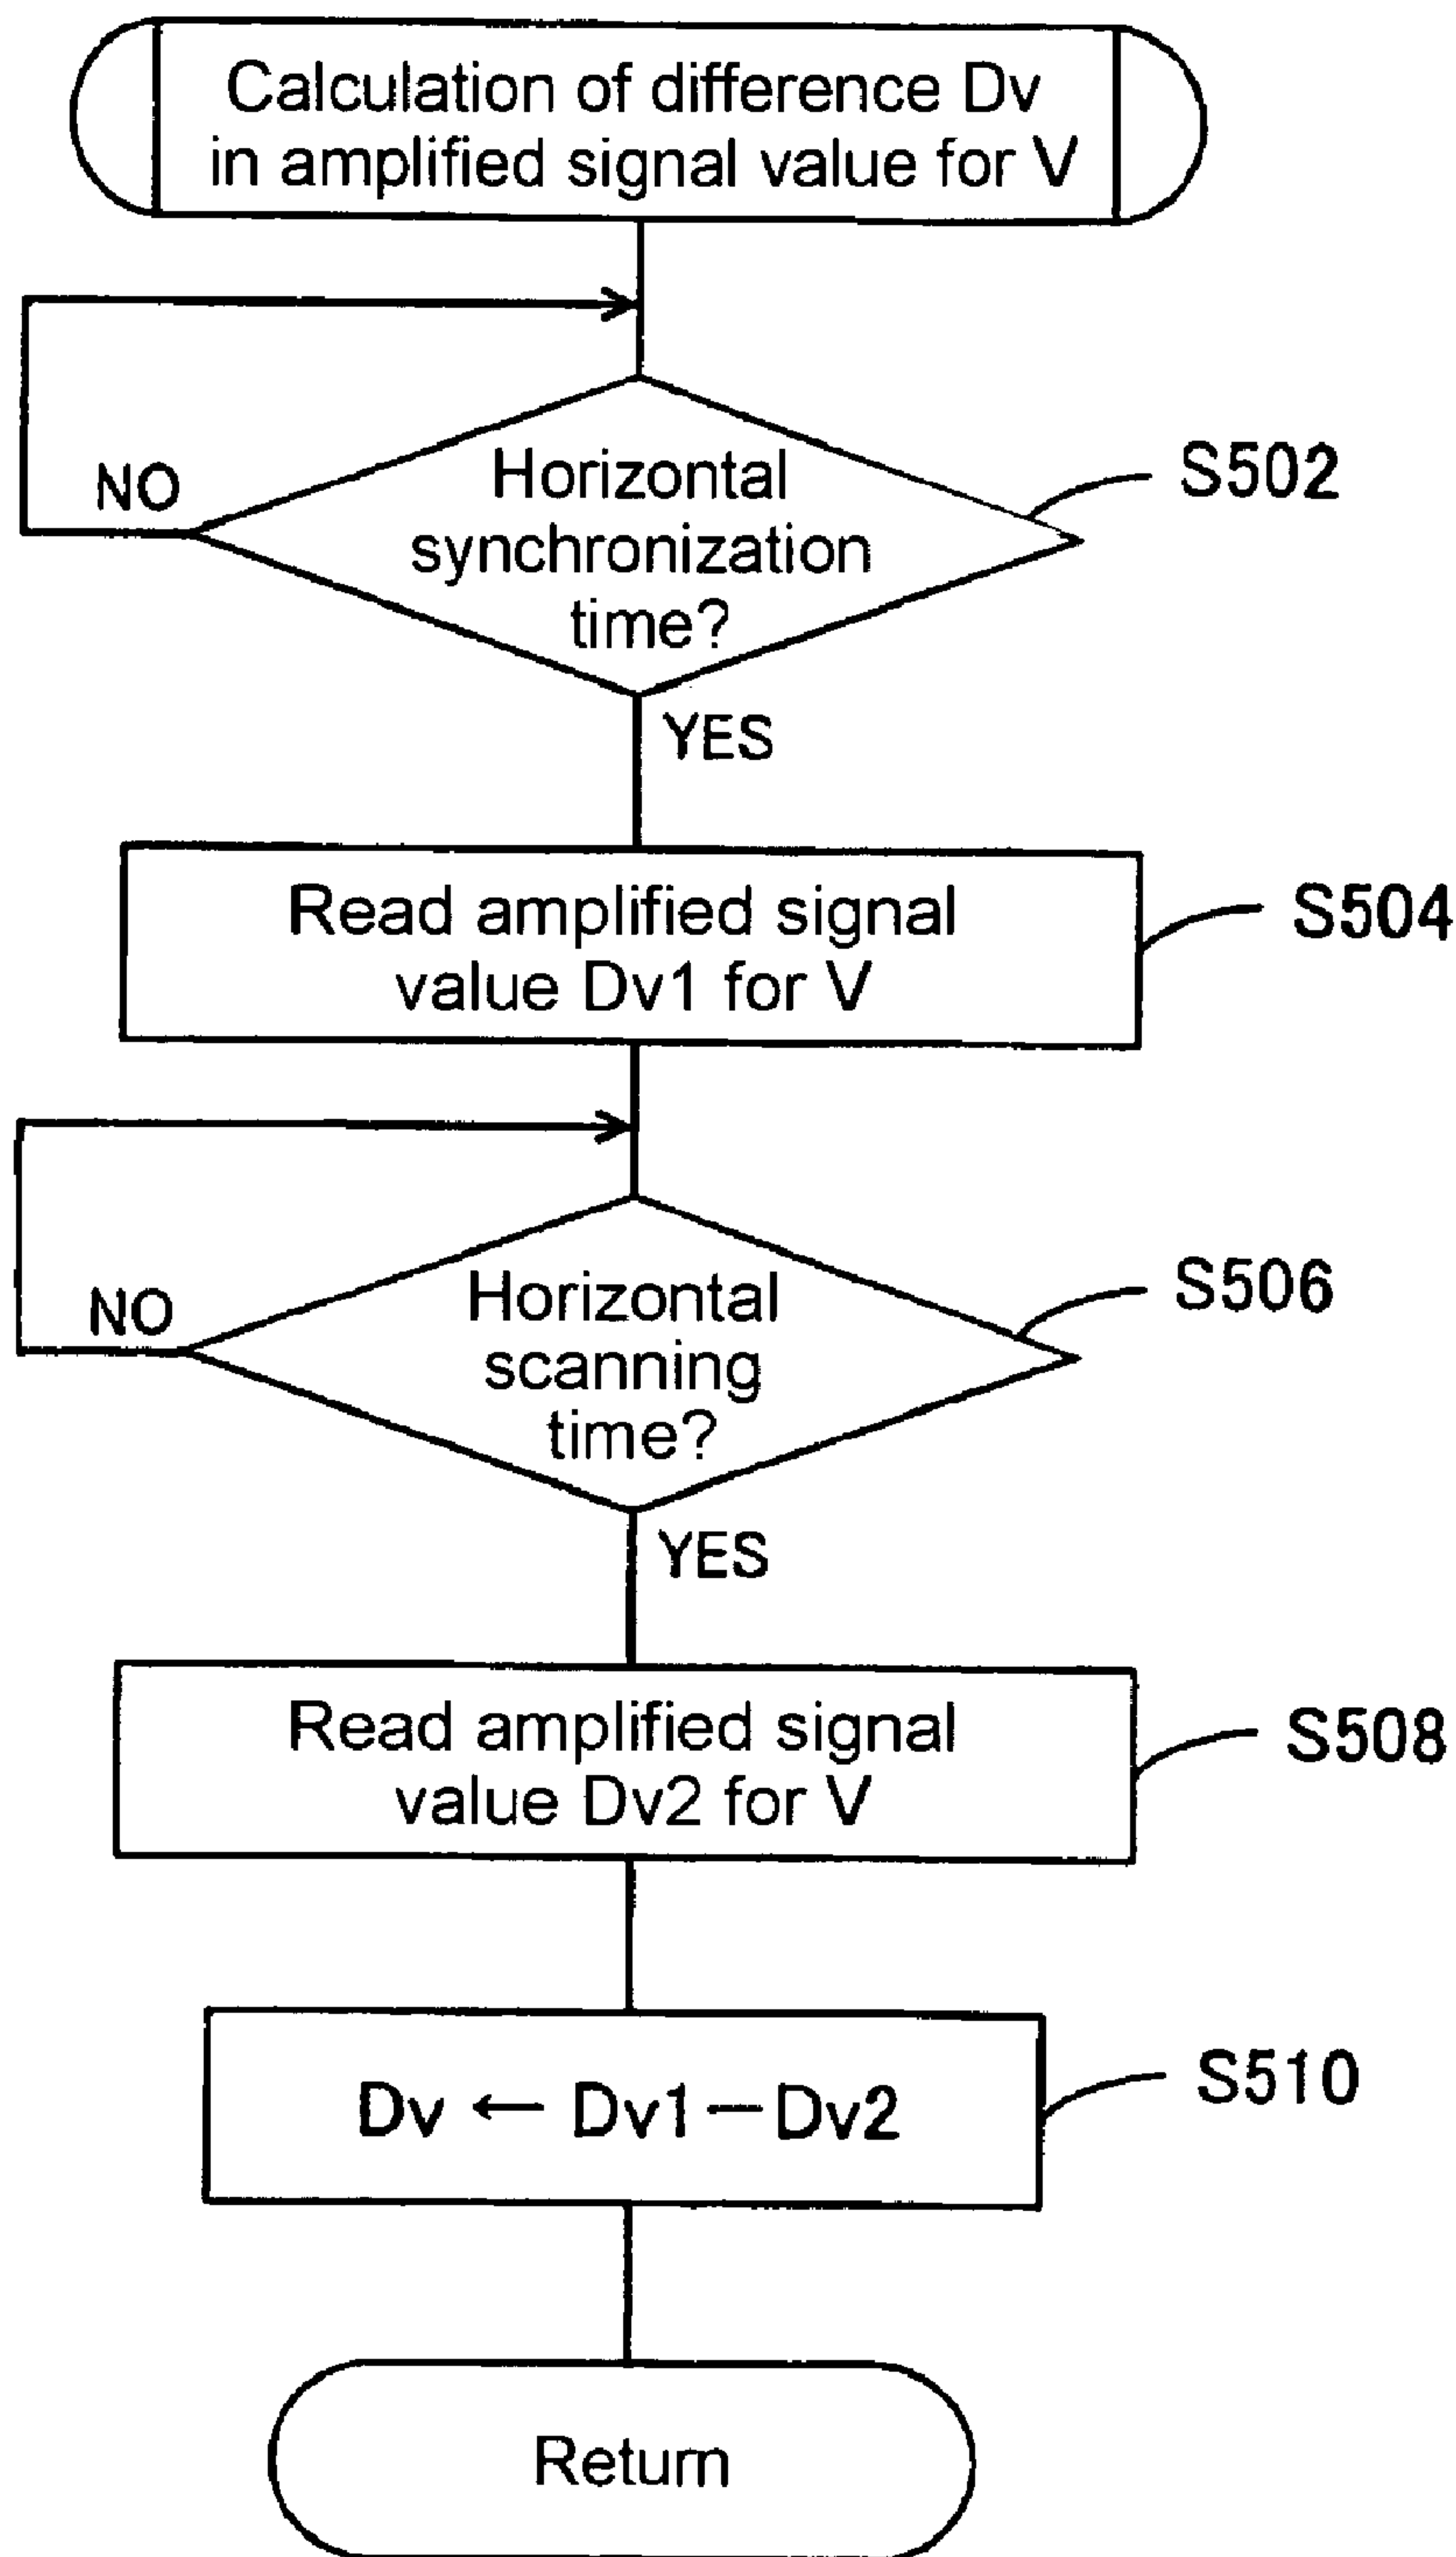 Calculation of difference Dv
in amplified signal value for V
Horizontal
synchronization
time?
NO
S502
YES
Read amplified signal
value Dv1 for V
S504
Horizontal
scanning
time?
NO
S506
YES
Read amplified signal
value Dv2 for V
S508
Dv ← Dv1−Dv2
S510
Return